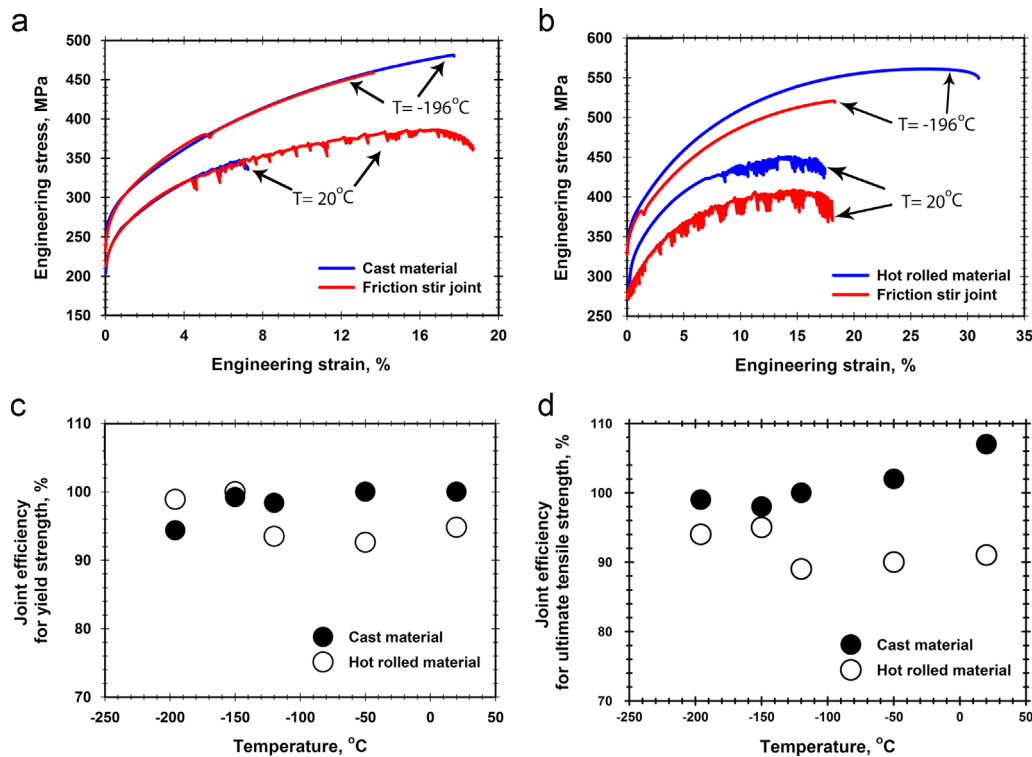 a
500
450
400
350
300
250
200
150
0
4
8
12
16
20
Engineering stress, MPa
Engineering strain, %
T= -196°C
T= 20°C
Cast material
Friction stir joint
b
600
550
500
450
400
350
300
250
0
5
10
15
20
25
30
35
Engineering stress, MPa
Engineering strain, %
T= -196°C
T= 20°C
Hot rolled material
Friction stir joint
c
110
100
90
80
70
-250
-200
-150
-100
-50
0
50
Joint efficiency
for yield strength, %
Temperature, °C
Cast material
Hot rolled material
d
110
100
90
80
70
-250
-200
-150
-100
-50
0
50
Joint efficiency
for ultimate tensile strength, %
Temperature, °C
Cast material
Hot rolled material